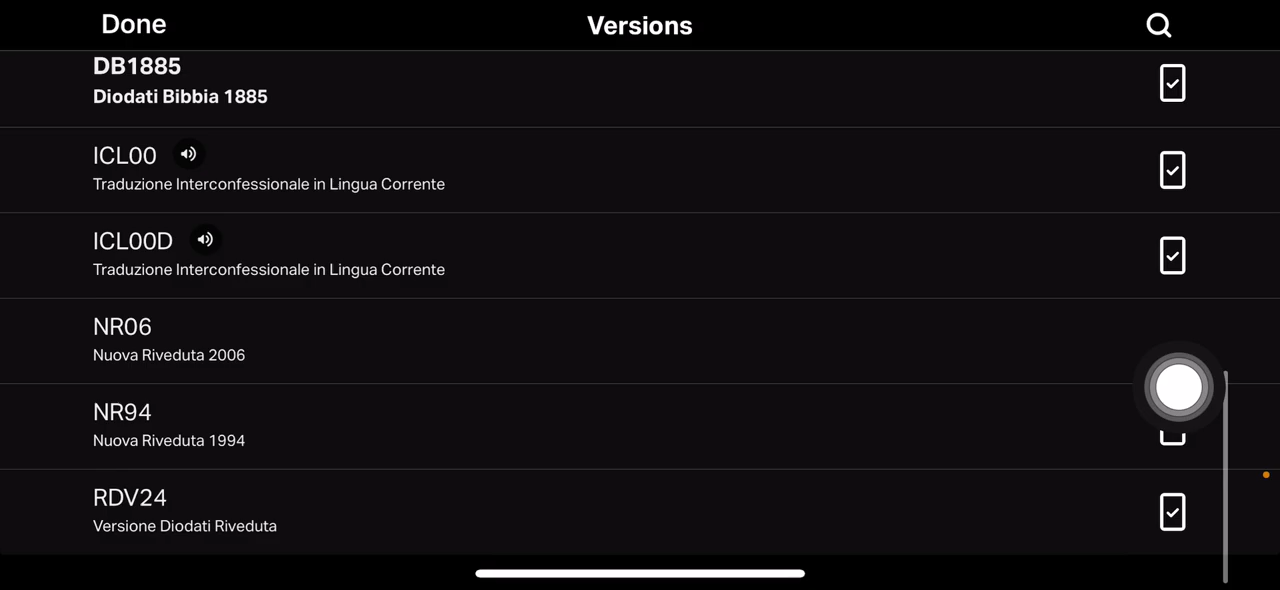 Done
Versions
DB1885
Diodati Bibbia 1885
ICL00
Traduzione Interconfessionale in Lingua Corrente
ICL00D
Traduzione Interconfessionale in Lingua Corrente
NR06
Nuova Riveduta 2006
NR94
Nuova Riveduta 1994
RDV24
Versione Diodati Riveduta